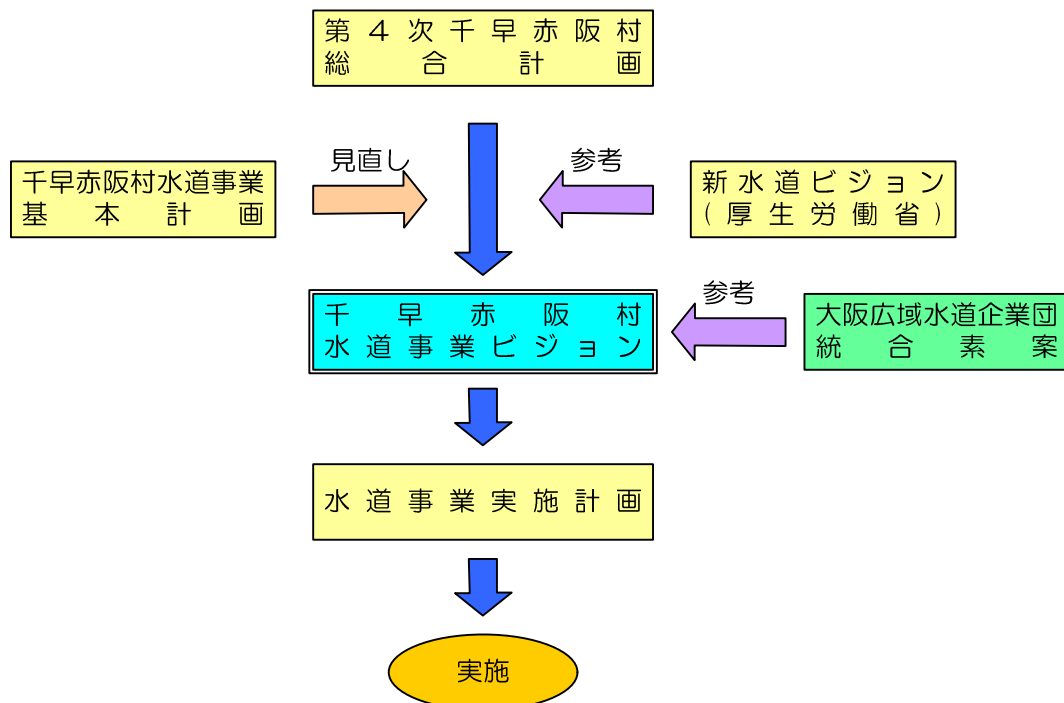 第4次千早赤阪村
総合計画
見直し
参考
千早赤阪村水道事業
基本計画
新水道ビジョン
(厚生労働省)
千早赤阪村
水道事業ビジョン
参考
大阪広域水道企業団
統合素案
水道事業実施計画
実施